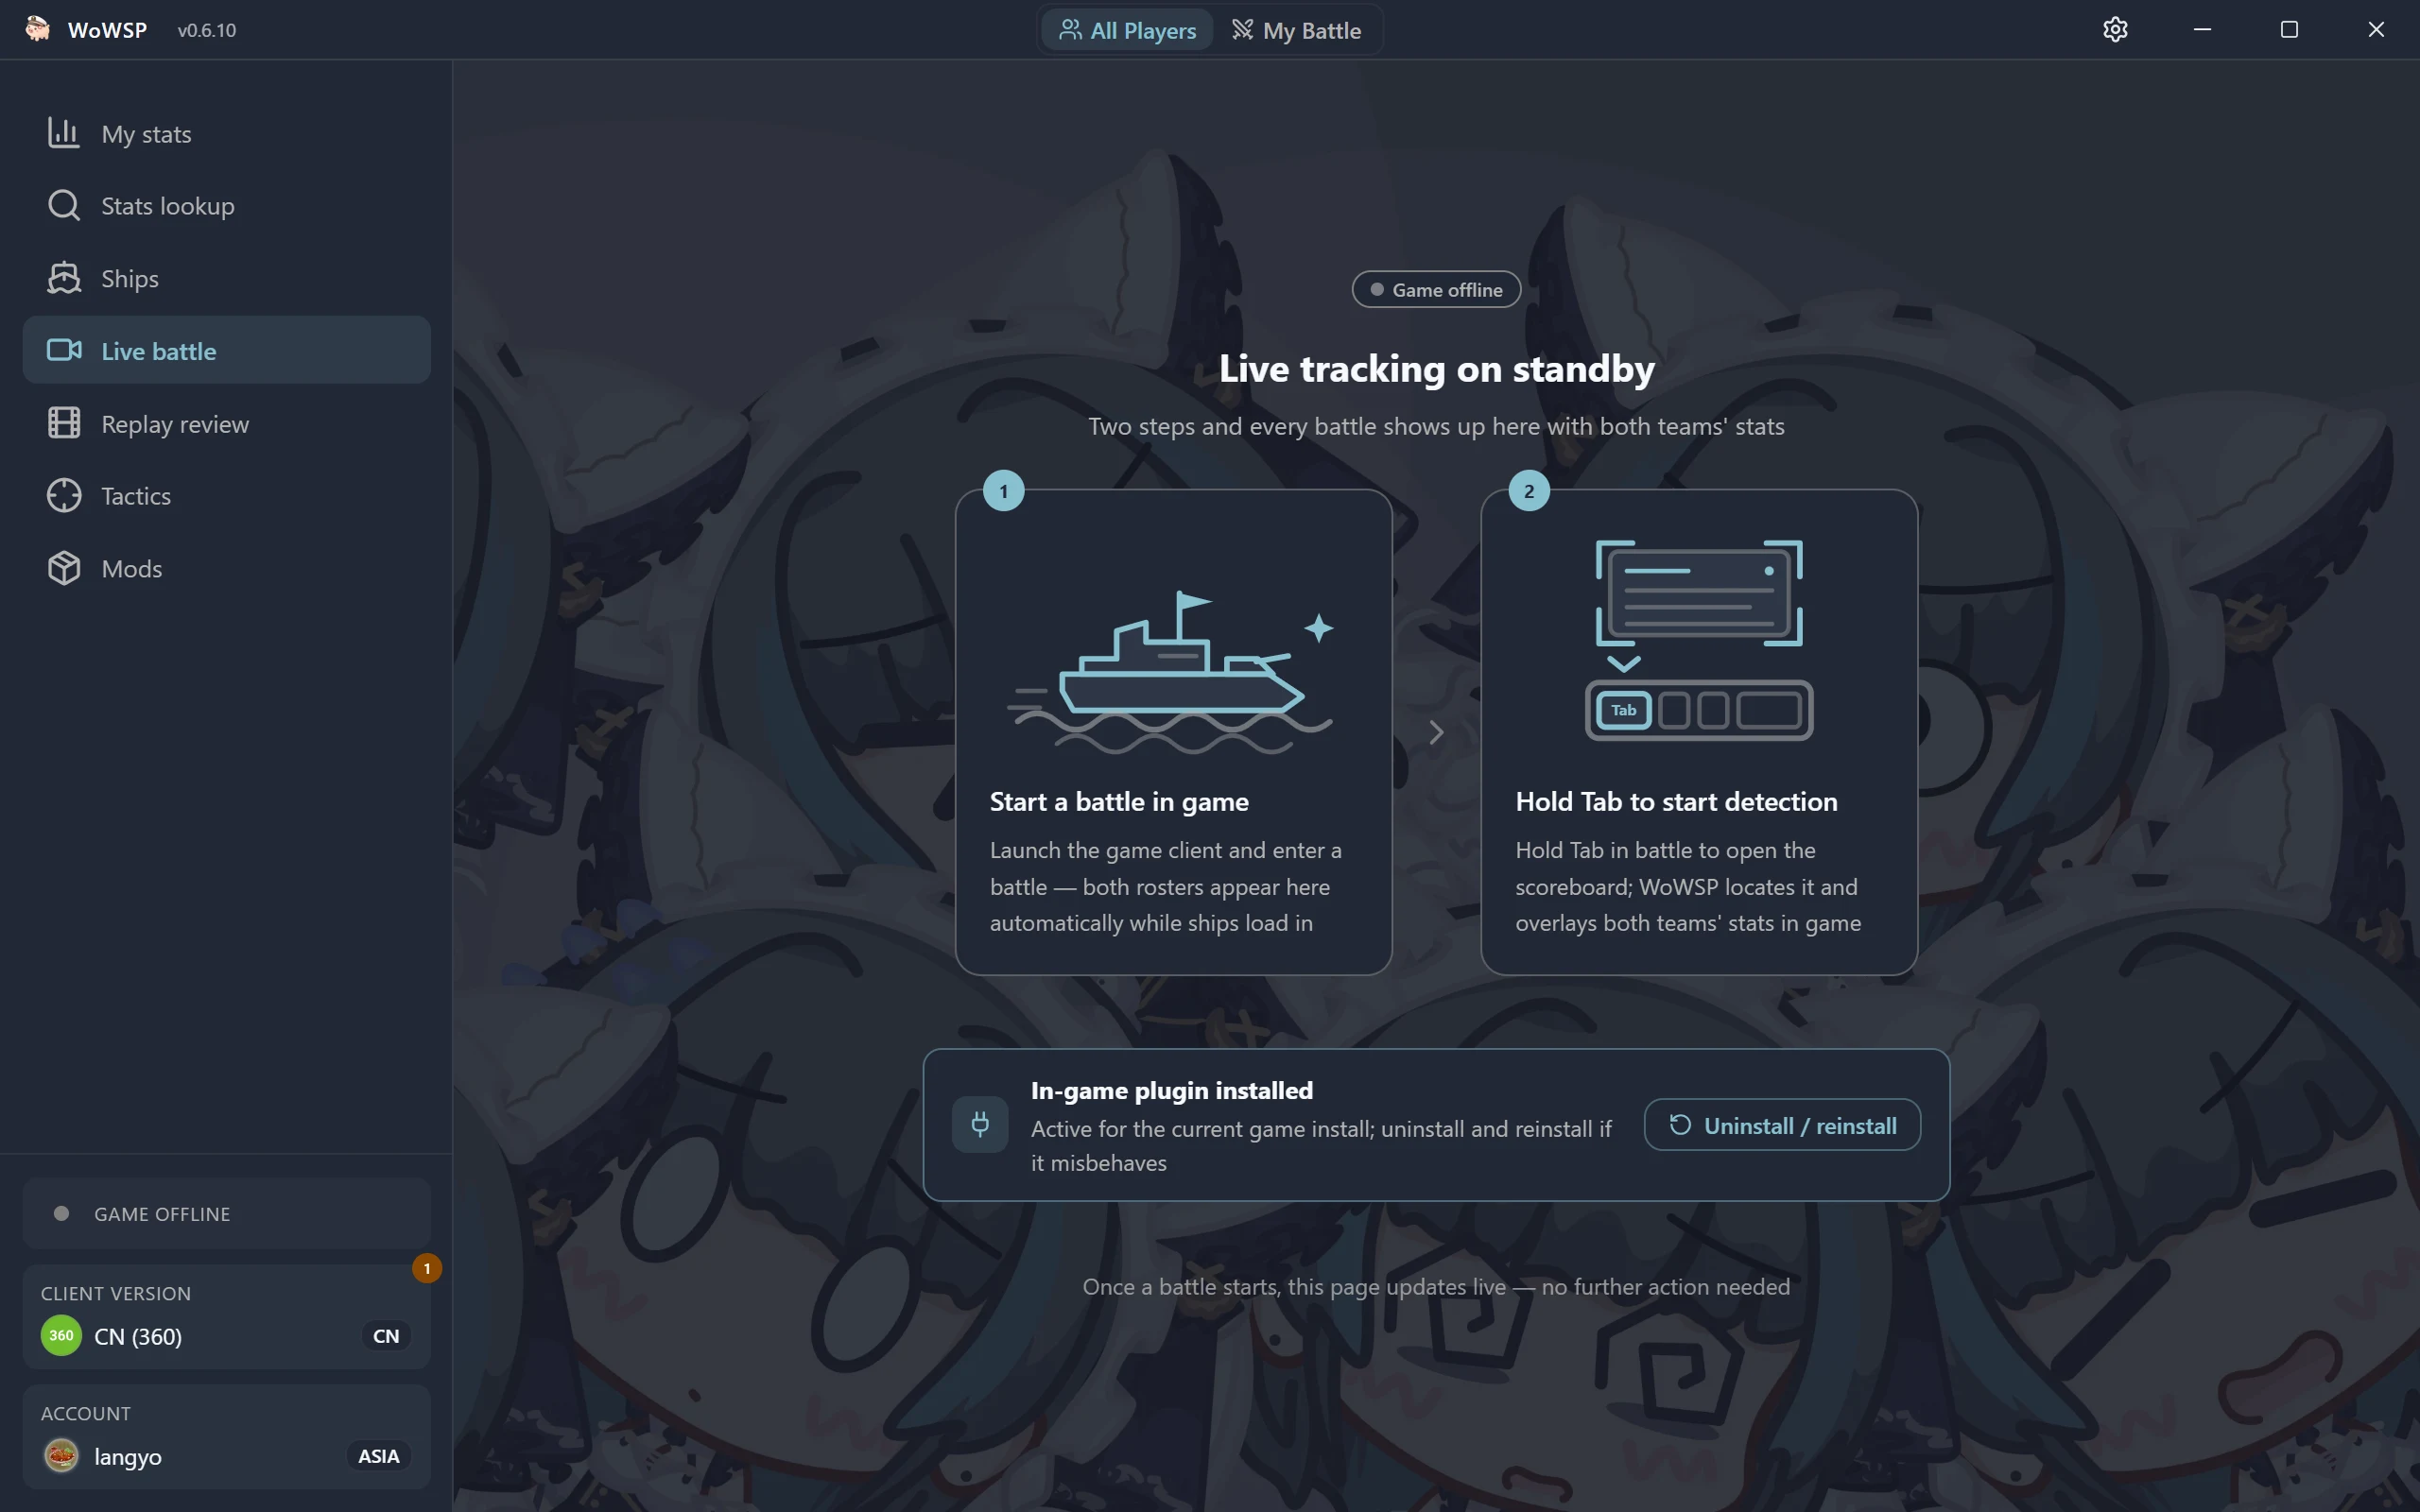 WoWSP v0.6.10
All Players
My Battle
My stats
Stats lookup
Ships
Live battle
Replay review
Tactics
Mods
GAME OFFLINE
1
CLIENT VERSION
360 CN (360) CN
ACCOUNT
langyo ASIA
Game offline
Live tracking on standby
Two steps and every battle shows up here with both teams' stats
1
Start a battle in game
Launch the game client and enter a
battle — both rosters appear here
automatically while ships load in
2
Tab
Hold Tab to start detection
Hold Tab in battle to open the
scoreboard; WoWSP locates it and
overlays both teams' stats in game
In-game plugin installed
Active for the current game install; uninstall and reinstall if
it misbehaves
Uninstall / reinstall
Once a battle starts, this page updates live — no further action needed